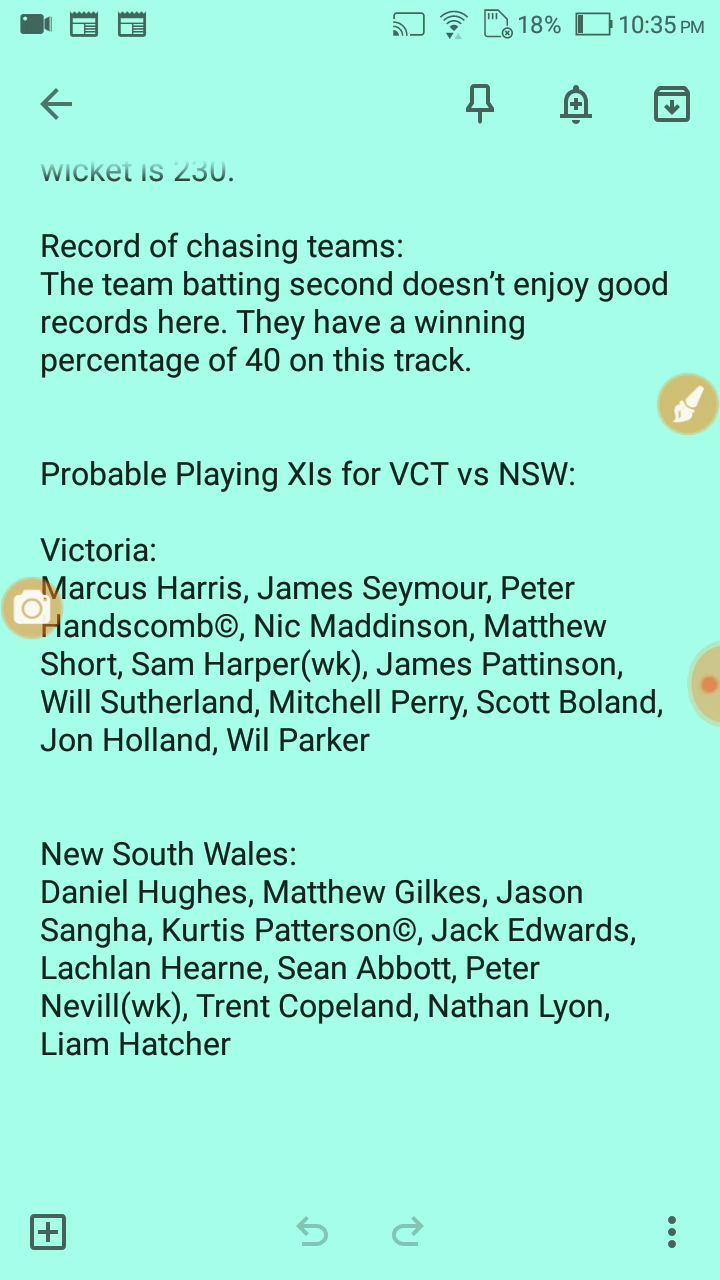 18% 10:35 PM
wicket is 230.
Record of chasing teams:
The team batting second doesn’t enjoy good
records here. They have a winning
percentage of 40 on this track.
Probable Playing XIs for VCT vs NSW:
Victoria:
Marcus Harris, James Seymour, Peter
Handscomb©, Nic Maddinson, Matthew
Short, Sam Harper(wk), James Pattinson,
Will Sutherland, Mitchell Perry, Scott Boland,
Jon Holland, Wil Parker
New South Wales:
Daniel Hughes, Matthew Gilkes, Jason
Sangha, Kurtis Patterson©, Jack Edwards,
Lachlan Hearne, Sean Abbott, Peter
Nevill(wk), Trent Copeland, Nathan Lyon,
Liam Hatcher